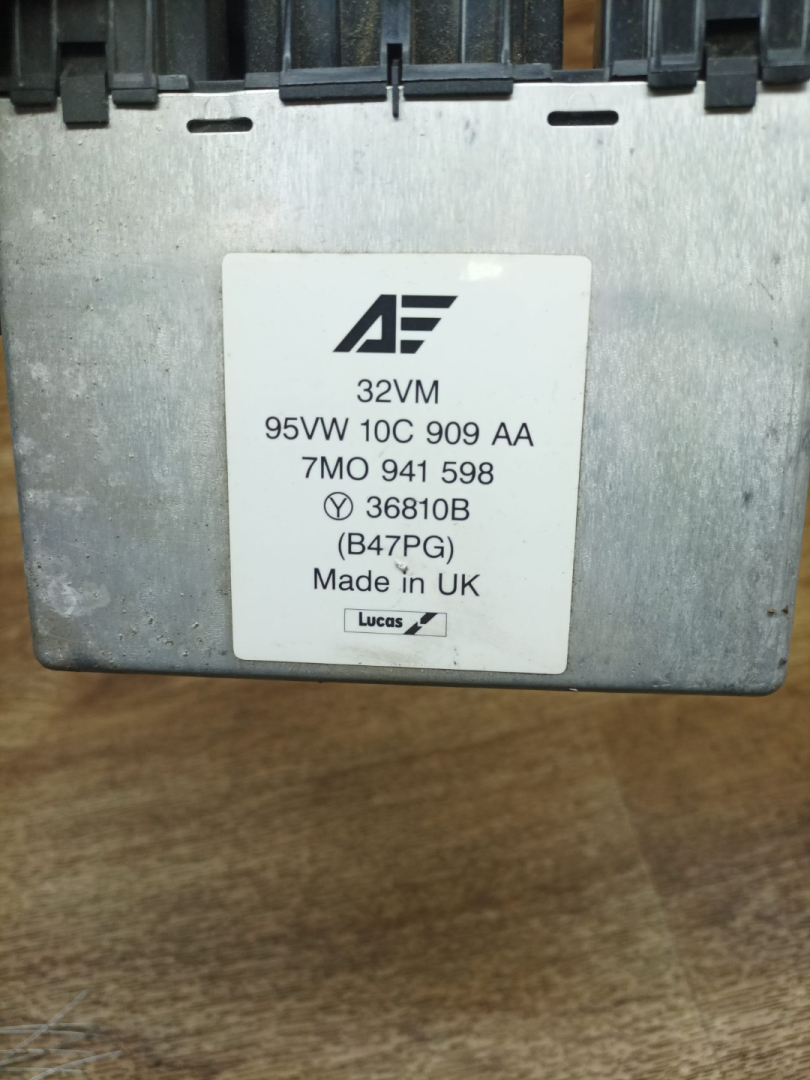 AE
32VM
95VW 10C 909 AA
7MO 941 598
Ⓨ 36810B
(B47PG)
Made in UK
Lucas